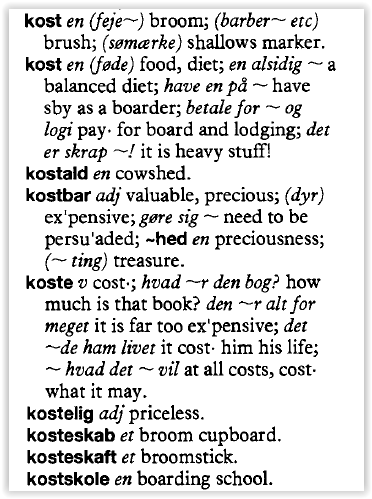 kost en (feje~) broom; (barber~ etc)
brush; (sømærke) shallows marker.
kost en (føde) food, diet; en alsidig ~ a
balanced diet; have en på ~ have
sby as a boarder; betale for ~ og
logi pay· for board and lodging; det
er skrap ~! it is heavy stuff!
kostald en cowshed.
kostbar adj valuable, precious; (dyr)
ex'pensive; gøre sig ~ need to be
persu'aded; ~hed en preciousness;
(~ ting) treasure.
koste v cost·; hvad ~r den bog? how
much is that book? den ~r alt for
meget it is far too ex'pensive; det
~de ham livet it cost· him his life;
~ hvad det ~ vil at all costs, cost·
what it may.
kostelig adj priceless.
kosteskab et broom cupboard.
kosteskaft et broomstick.
kostskole en boarding school.